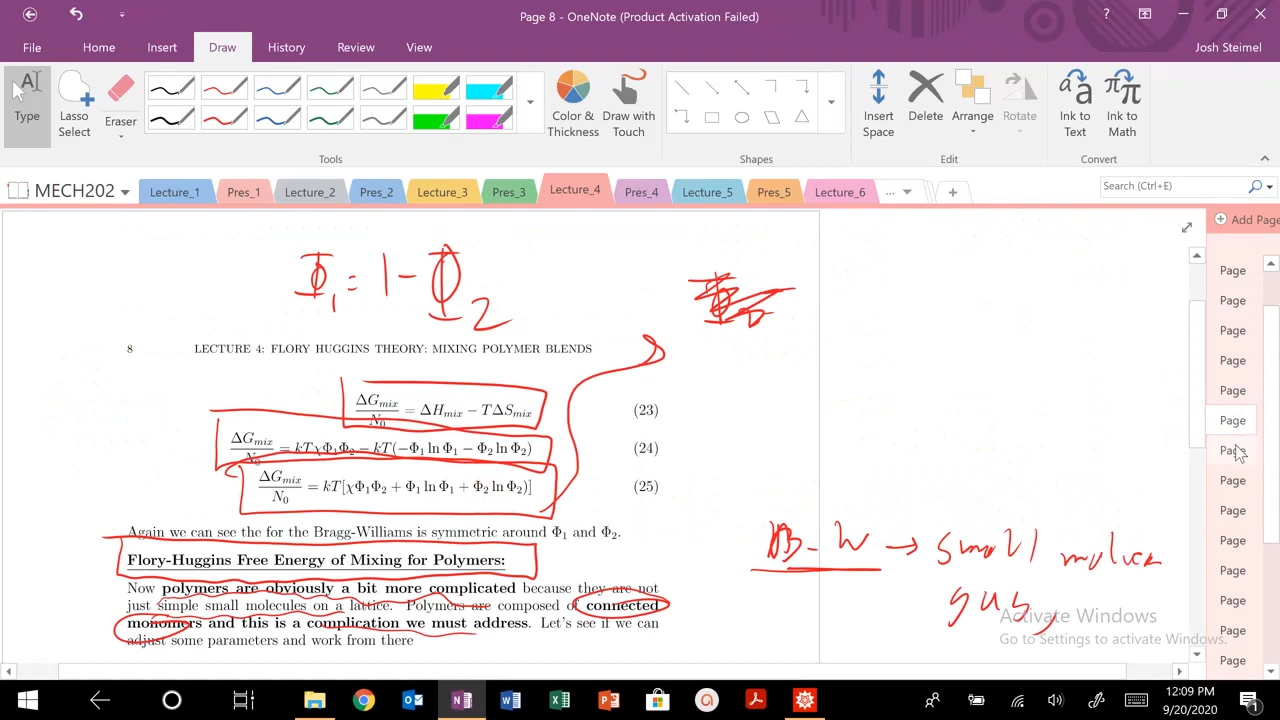 Page 8 - OneNote (Product Activation Failed)
?
File Home Insert Draw History Review View Josh Steimel
Type Lasso Select Eraser Color & Thickness Draw with Touch Insert Space Delete Arrange Rotate Ink to Text Ink to Math
Tools Shapes Edit Convert
MECH202 Lecture_1 Pres_1 Lecture_2 Pres_2 Lecture_3 Pres_3 Lecture_4 Pres_4 Lecture_5 Pres_5 Lecture_6 ... Search (Ctrl+E)
Add Page
Page
Page
Page
Page
Page
Page
Page
Page
Page
Page
Page
Page
Page
Page
Φ₁ = 1 - Φ₂
8 LECTURE 4: FLORY HUGGINS THEORY: MIXING POLYMER BLENDS
ΔG_mix/N₀ = ΔH_mix − TΔS_mix (23)
ΔG_mix/N₀ = kTχΦ₁Φ₂ − kT(−Φ₁ ln Φ₁ − Φ₂ ln Φ₂) (24)
ΔG_mix/N₀ = kT[χΦ₁Φ₂ + Φ₁ ln Φ₁ + Φ₂ ln Φ₂)] (25)
Again we can see the for the Bragg-Williams is symmetric around Φ₁ and Φ₂.
Flory-Huggins Free Energy of Mixing for Polymers:
Now polymers are obviously a bit more complicated because they are not
just simple small molecules on a lattice. Polymers are composed of connected
monomers and this is a complication we must address. Let's see if we can
adjust some parameters and work from there
B-W → small
gas,
Activate Windows
Go to Settings to activate Windows.
12:09 PM
9/20/2020
1